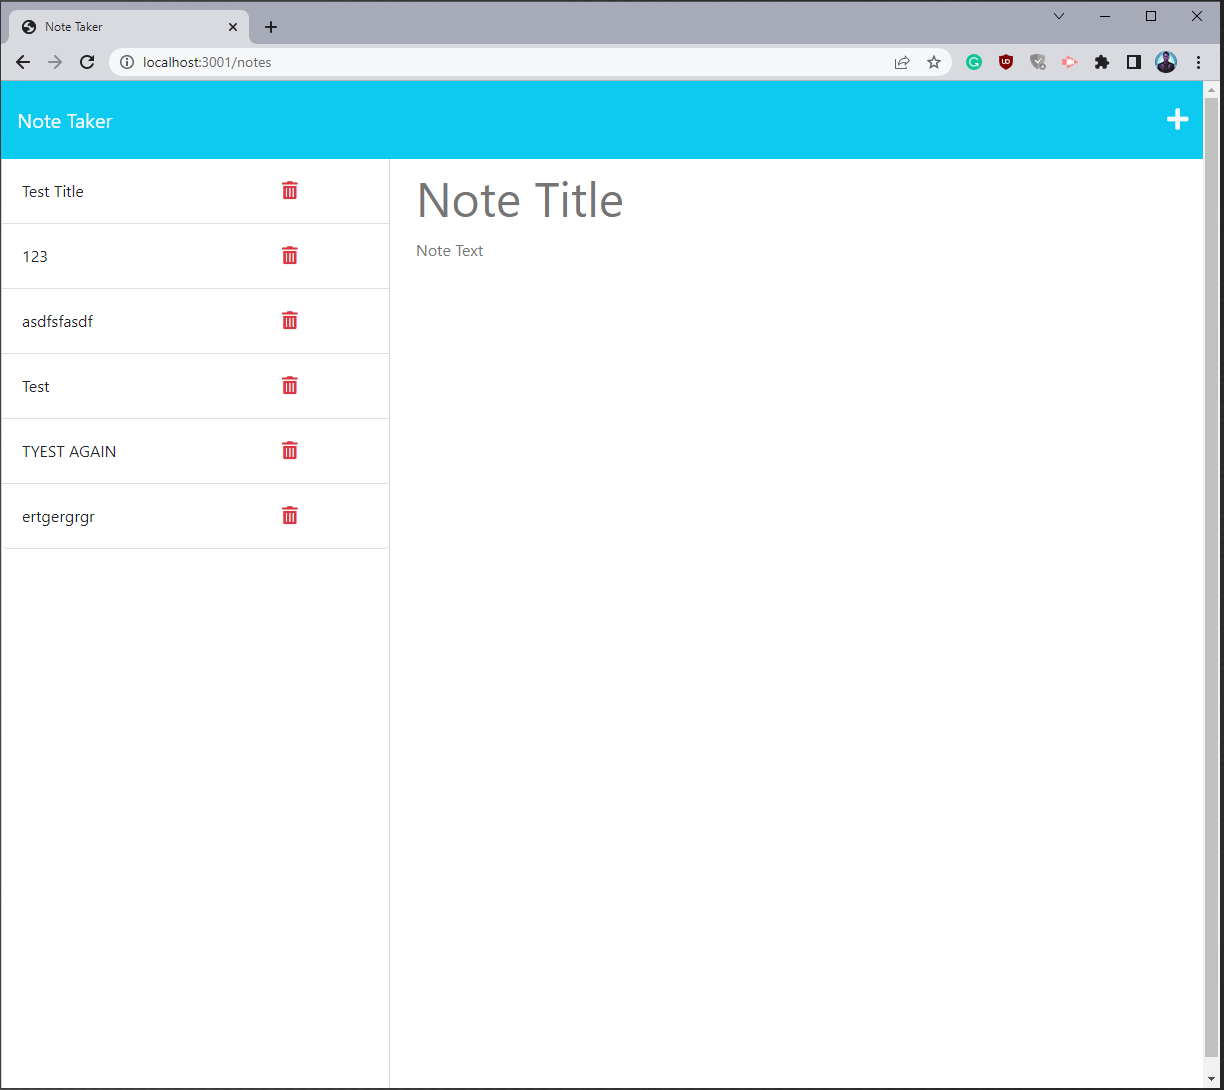 Note Taker
localhost:3001/notes
Note Taker
Test Title
123
asdfsfasdf
Test
TYEST AGAIN
ertgergrgr
Note Title
Note Text